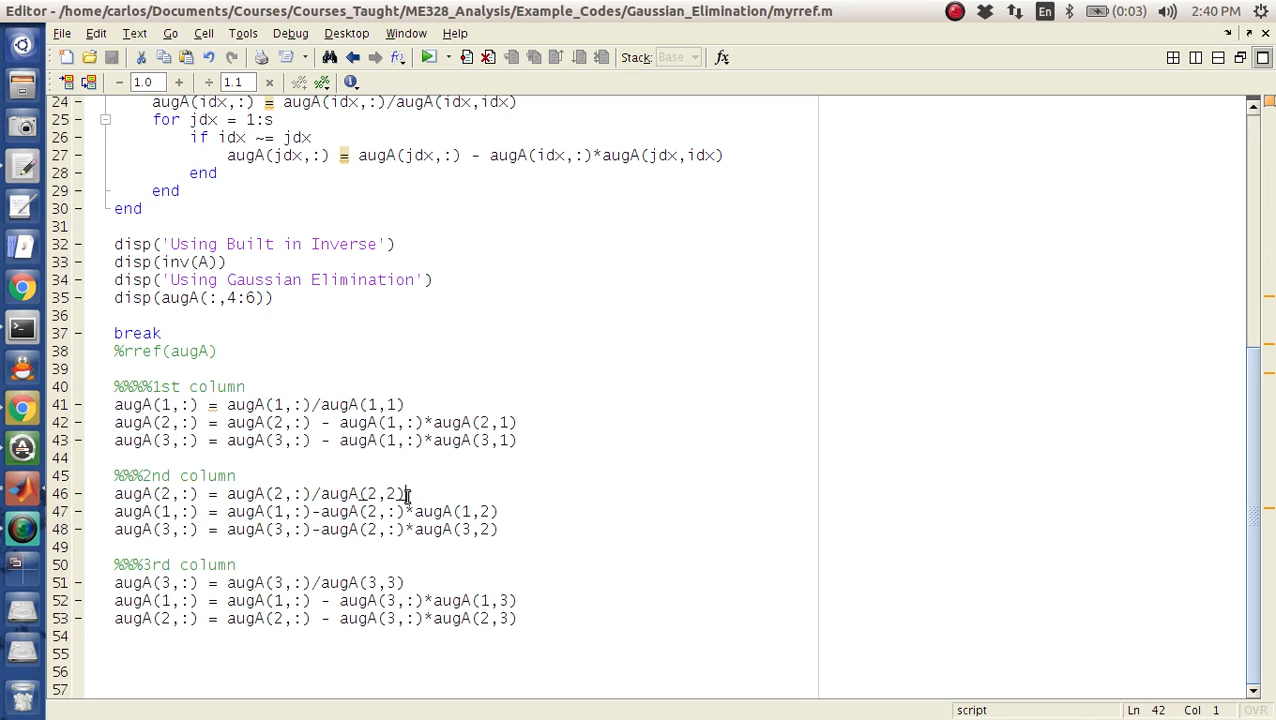 Editor - /home/carlos/Documents/Courses/Courses_Taught/ME328_Analysis/Example_Codes/Gaussian_Elimination/myrref.m
En (0:03) 2:40 PM
File Edit Text Go Cell Tools Debug Desktop Window Help
Stack: Base fx
− 1.0 + ÷ 1.1 ×
24 augA(idx,:) = augA(idx,:)/augA(idx,idx)
25 for jdx = 1:s
26 if idx ~= jdx
27 augA(jdx,:) = augA(jdx,:) - augA(idx,:)*augA(jdx,idx)
28 end
29 end
30 end
31
32 disp('Using Built in Inverse')
33 disp(inv(A))
34 disp('Using Gaussian Elimination')
35 disp(augA(:,4:6))
36
37 break
38 %rref(augA)
39
40 %%%%1st column
41 augA(1,:) = augA(1,:)/augA(1,1)
42 augA(2,:) = augA(2,:) - augA(1,:)*augA(2,1)
43 augA(3,:) = augA(3,:) - augA(1,:)*augA(3,1)
44
45 %%%2nd column
46 augA(2,:) = augA(2,:)/augA(2,2)
47 augA(1,:) = augA(1,:)-augA(2,:)*augA(1,2)
48 augA(3,:) = augA(3,:)-augA(2,:)*augA(3,2)
49
50 %%%3rd column
51 augA(3,:) = augA(3,:)/augA(3,3)
52 augA(1,:) = augA(1,:) - augA(3,:)*augA(1,3)
53 augA(2,:) = augA(2,:) - augA(3,:)*augA(2,3)
54
55
56
57
script Ln 42 Col 1 OVR